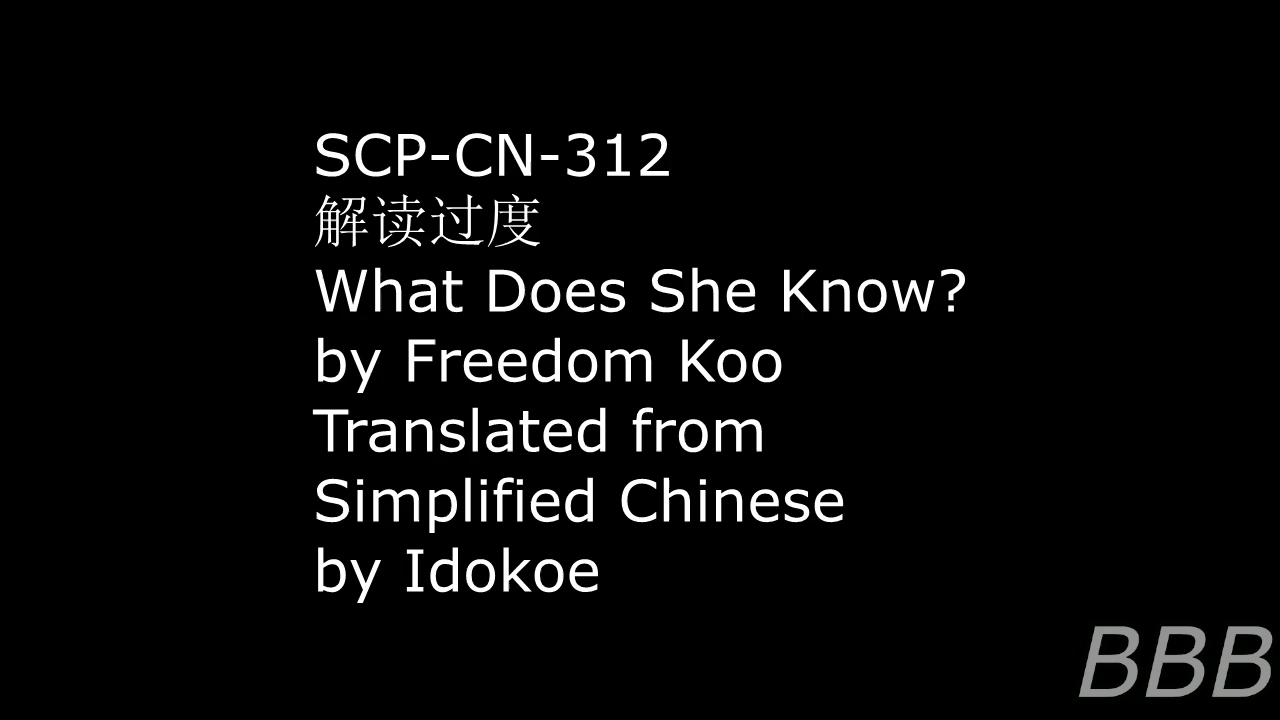 SCP-CN-312
解读过度
What Does She Know?
by Freedom Koo
Translated from
Simplified Chinese
by Idokoe
BBB